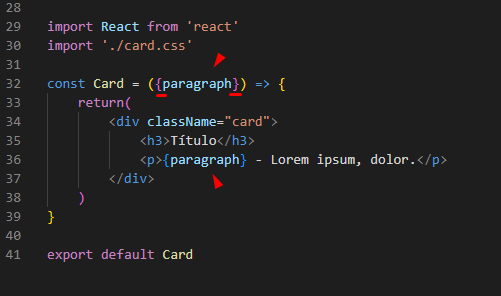 28
29 import React from 'react'
30 import './card.css'
31
32 const Card = ({paragraph}) => {
33     return(
34         <div className="card">
35             <h3>Título</h3>
36             <p>{paragraph} - Lorem ipsum, dolor.</p>
37         </div>
38     )
39 }
40
41 export default Card